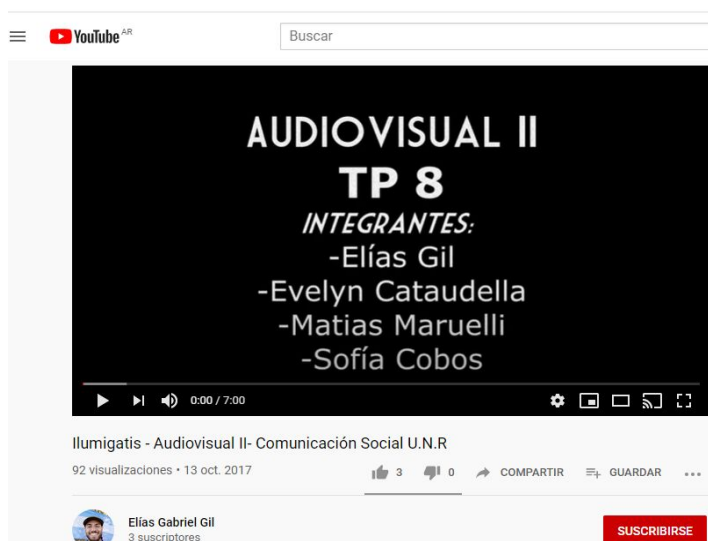 YouTube AR
Buscar
AUDIOVISUAL II
TP 8
INTEGRANTES:
-Elías Gil
-Evelyn Cataudella
-Matias Maruelli
-Sofía Cobos
0:00 / 7:00
Ilumigatis - Audiovisual II- Comunicación Social U.N.R
92 visualizaciones • 13 oct. 2017
3 0 COMPARTIR GUARDAR
Elías Gabriel Gil
3 suscriptores
SUSCRIBIRSE